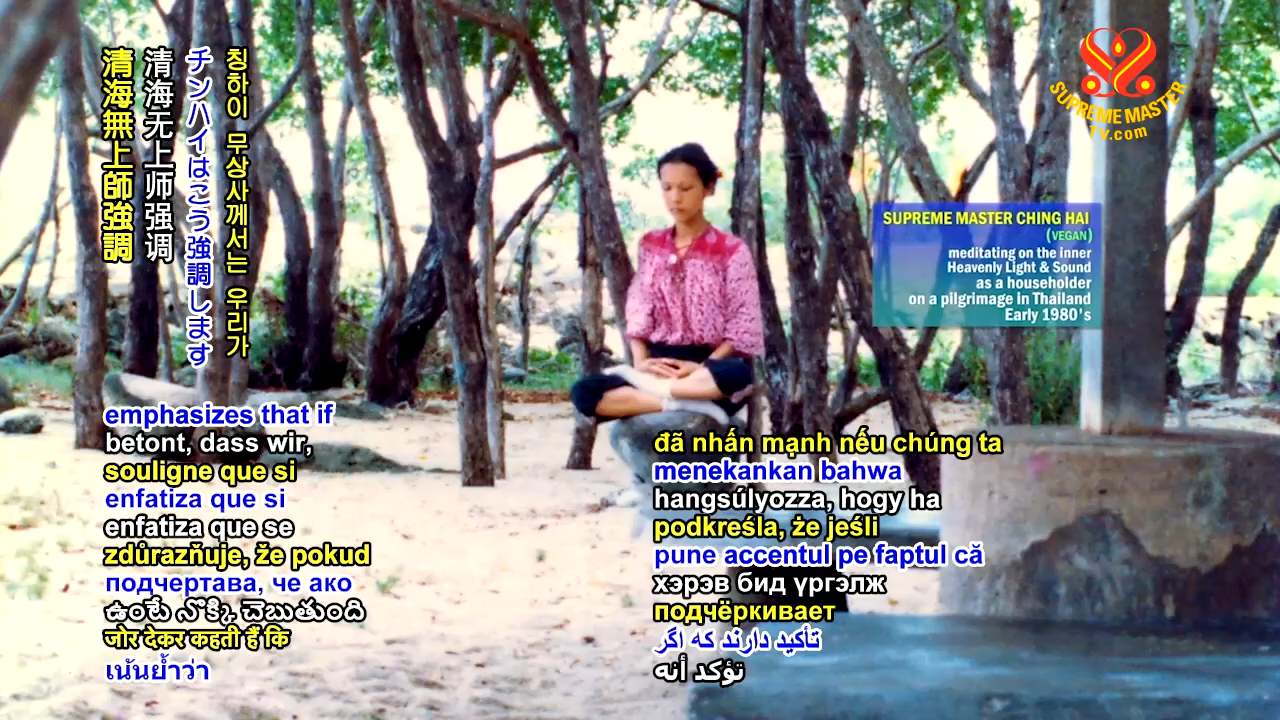 清海無上師強調
清海无上师强调
チンハイはこう強調します
칭하이 무상사께서는 우리가
SUPREME MASTER
TV.com
SUPREME MASTER CHING HAI
(VEGAN)
meditating on the inner
Heavenly Light & Sound
as a householder
on a pilgrimage in Thailand
Early 1980's
emphasizes that if
betont, dass wir,
souligne que si
enfatiza que si
enfatiza que se
zdůrazňuje, že pokud
подчертава, че ако
ఉంటే నొక్కి చెబుతుంది
जोर देकर कहती हैं कि
เน้นย้ำว่า
đã nhấn mạnh nếu chúng ta
menekankan bahwa
hangsúlyozza, hogy ha
podkreśla, że jeśli
pune accentul pe faptul că
хэрэв бид үргэлж
подчёркивает
تأکید دارند که اگر
تؤكد أنه